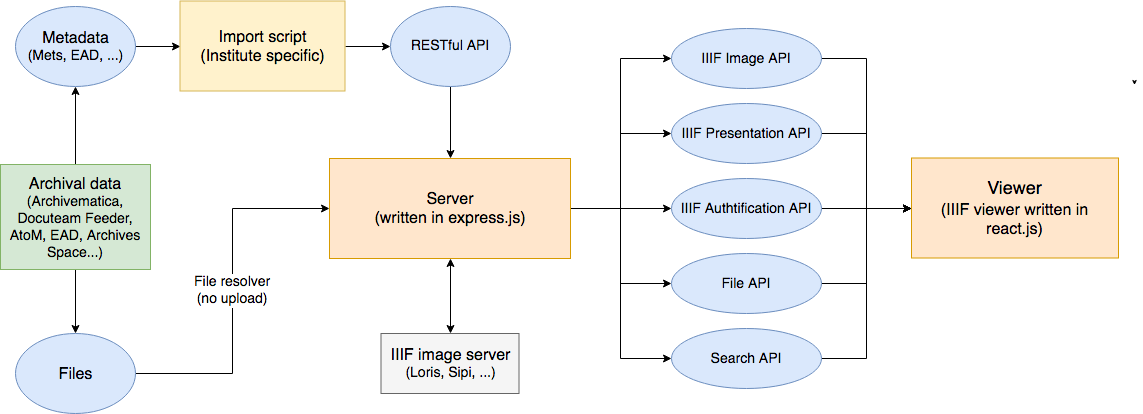 Metadata
(Mets, EAD, ...)
Import script
(Institute specific)
RESTful API
Archival data
(Archivematica,
Docuteam Feeder,
AtoM, EAD, Archives
Space...)
Files
File resolver
(no upload)
Server
(written in express.js)
IIIF image server
(Loris, Sipi, ...)
IIIF Image API
IIIF Presentation API
IIIF Authtification API
File API
Search API
Viewer
(IIIF viewer written in
react.js)